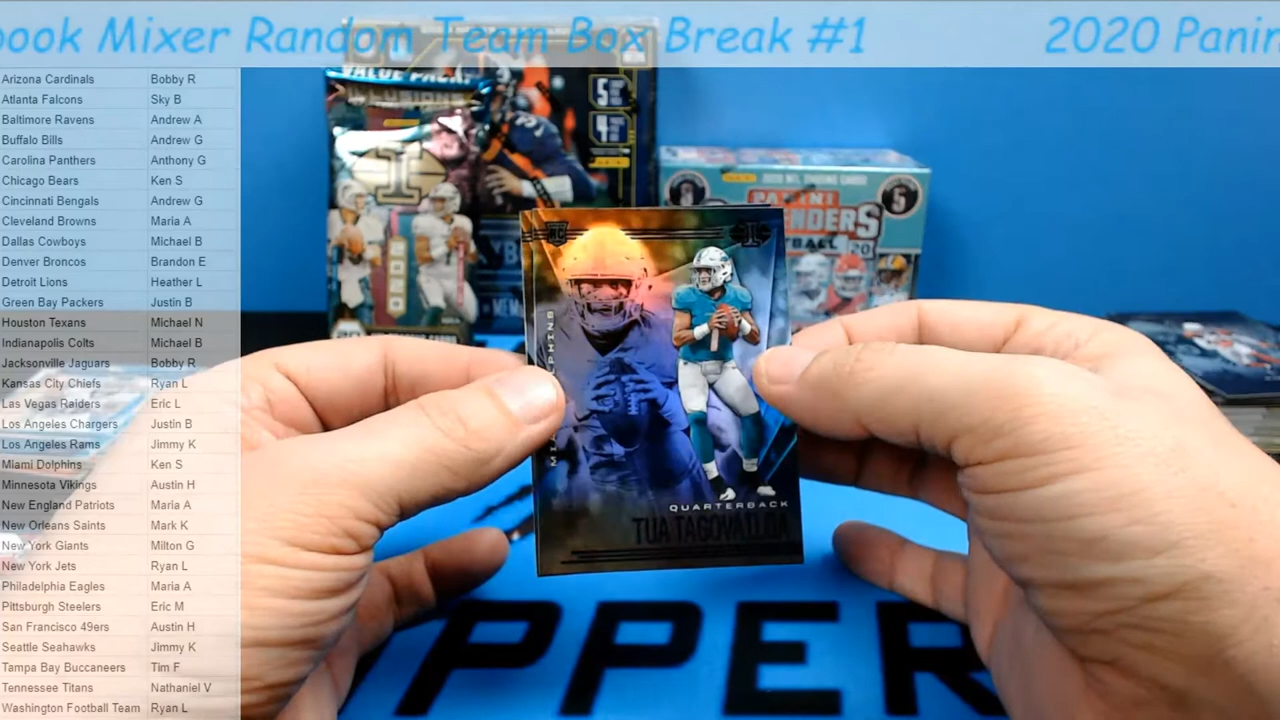 ook Mixer Random Team Box Break #1 2020 Panin
Arizona Cardinals Bobby R
Atlanta Falcons Sky B
Baltimore Ravens Andrew A
Buffalo Bills Andrew G
Carolina Panthers Anthony G
Chicago Bears Ken S
Cincinnati Bengals Andrew G
Cleveland Browns Maria A
Dallas Cowboys Michael B
Denver Broncos Brandon E
Detroit Lions Heather L
Green Bay Packers Justin B
Houston Texans Michael N
Indianapolis Colts Michael B
Jacksonville Jaguars Bobby R
Kansas City Chiefs Ryan L
Las Vegas Raiders Eric L
Los Angeles Chargers Justin B
Los Angeles Rams Jimmy K
Miami Dolphins Ken S
Minnesota Vikings Austin H
New England Patriots Maria A
New Orleans Saints Mark K
New York Giants Milton G
New York Jets Ryan L
Philadelphia Eagles Maria A
Pittsburgh Steelers Eric M
San Francisco 49ers Austin H
Seattle Seahawks Jimmy K
Tampa Bay Buccaneers Tim F
Tennessee Titans Nathaniel V
Washington Football Team Ryan L
VALUE PACK
5
4
2020 NFL TRADING CARDS
PANINI
5
20
RC
I
QUARTERBACK
TUA TAGOVAILOA
PPER